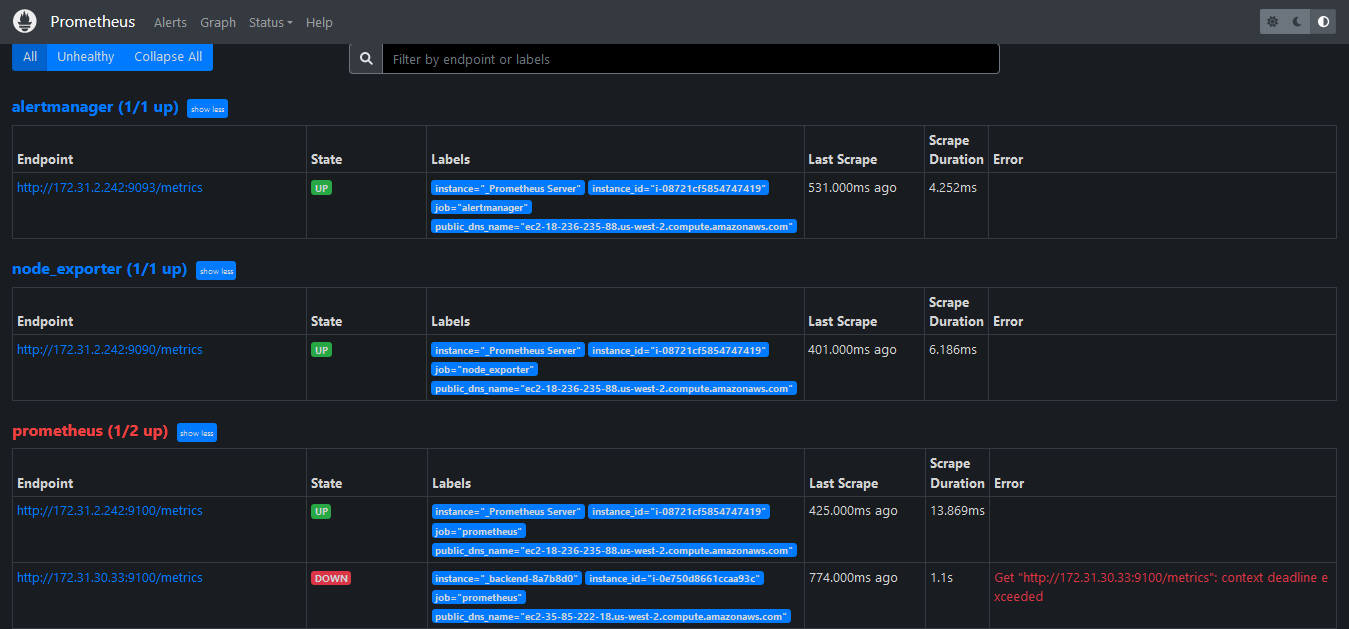 Prometheus Alerts Graph Status Help
All Unhealthy Collapse All Filter by endpoint or labels
alertmanager (1/1 up) show less
Endpoint State Labels Last Scrape Scrape Duration Error
http://172.31.2.242:9093/metrics UP instance="_Prometheus Server" instance_id="i-08721cf5854747419" 531.000ms ago 4.252ms
job="alertmanager"
public_dns_name="ec2-18-236-235-88.us-west-2.compute.amazonaws.com"
node_exporter (1/1 up) show less
Endpoint State Labels Last Scrape Scrape Duration Error
http://172.31.2.242:9090/metrics UP instance="_Prometheus Server" instance_id="i-08721cf5854747419" 401.000ms ago 6.186ms
job="node_exporter"
public_dns_name="ec2-18-236-235-88.us-west-2.compute.amazonaws.com"
prometheus (1/2 up) show less
Endpoint State Labels Last Scrape Scrape Duration Error
http://172.31.2.242:9100/metrics UP instance="_Prometheus Server" instance_id="i-08721cf5854747419" 425.000ms ago 13.869ms
job="prometheus"
public_dns_name="ec2-18-236-235-88.us-west-2.compute.amazonaws.com"
http://172.31.30.33:9100/metrics DOWN instance="_backend-8a7b8d0" instance_id="i-0e750d8661ccaa93c" 774.000ms ago 1.1s Get "http://172.31.30.33:9100/metrics": context deadline e
job="prometheus" xceeded
public_dns_name="ec2-35-85-222-18.us-west-2.compute.amazonaws.com"